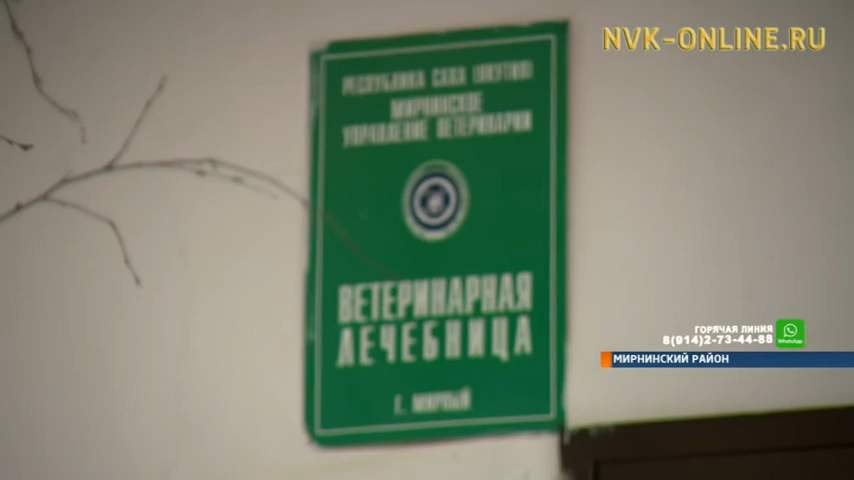 NVK-ONLINE.RU
РЕСПУБЛИКА САХА (ЯКУТИЯ)
МИРНИНСКОЕ
УПРАВЛЕНИЕ ВЕТЕРИНАРИИ
ВЕТЕРИНАРНАЯ
ЛЕЧЕБНИЦА
Г. МИРНЫЙ
ГОРЯЧАЯ ЛИНИЯ
8(914)2-73-44-88
WhatsApp
МИРНИНСКИЙ РАЙОН